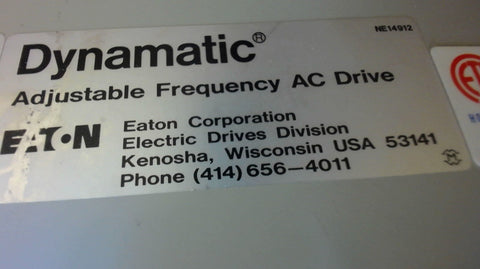 NE14912
Dynamatic®
Adjustable Frequency AC Drive
EATON
Eaton Corporation
Electric Drives Division
Kenosha, Wisconsin USA 53141
Phone (414) 656-4011